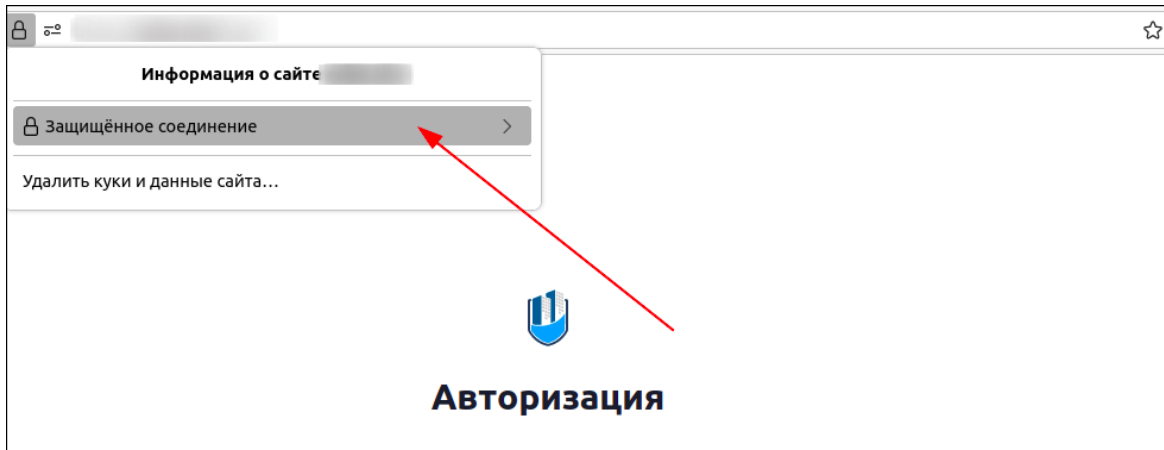 Информация о сайте
Защищённое соединение
Удалить куки и данные сайта…
Авторизация